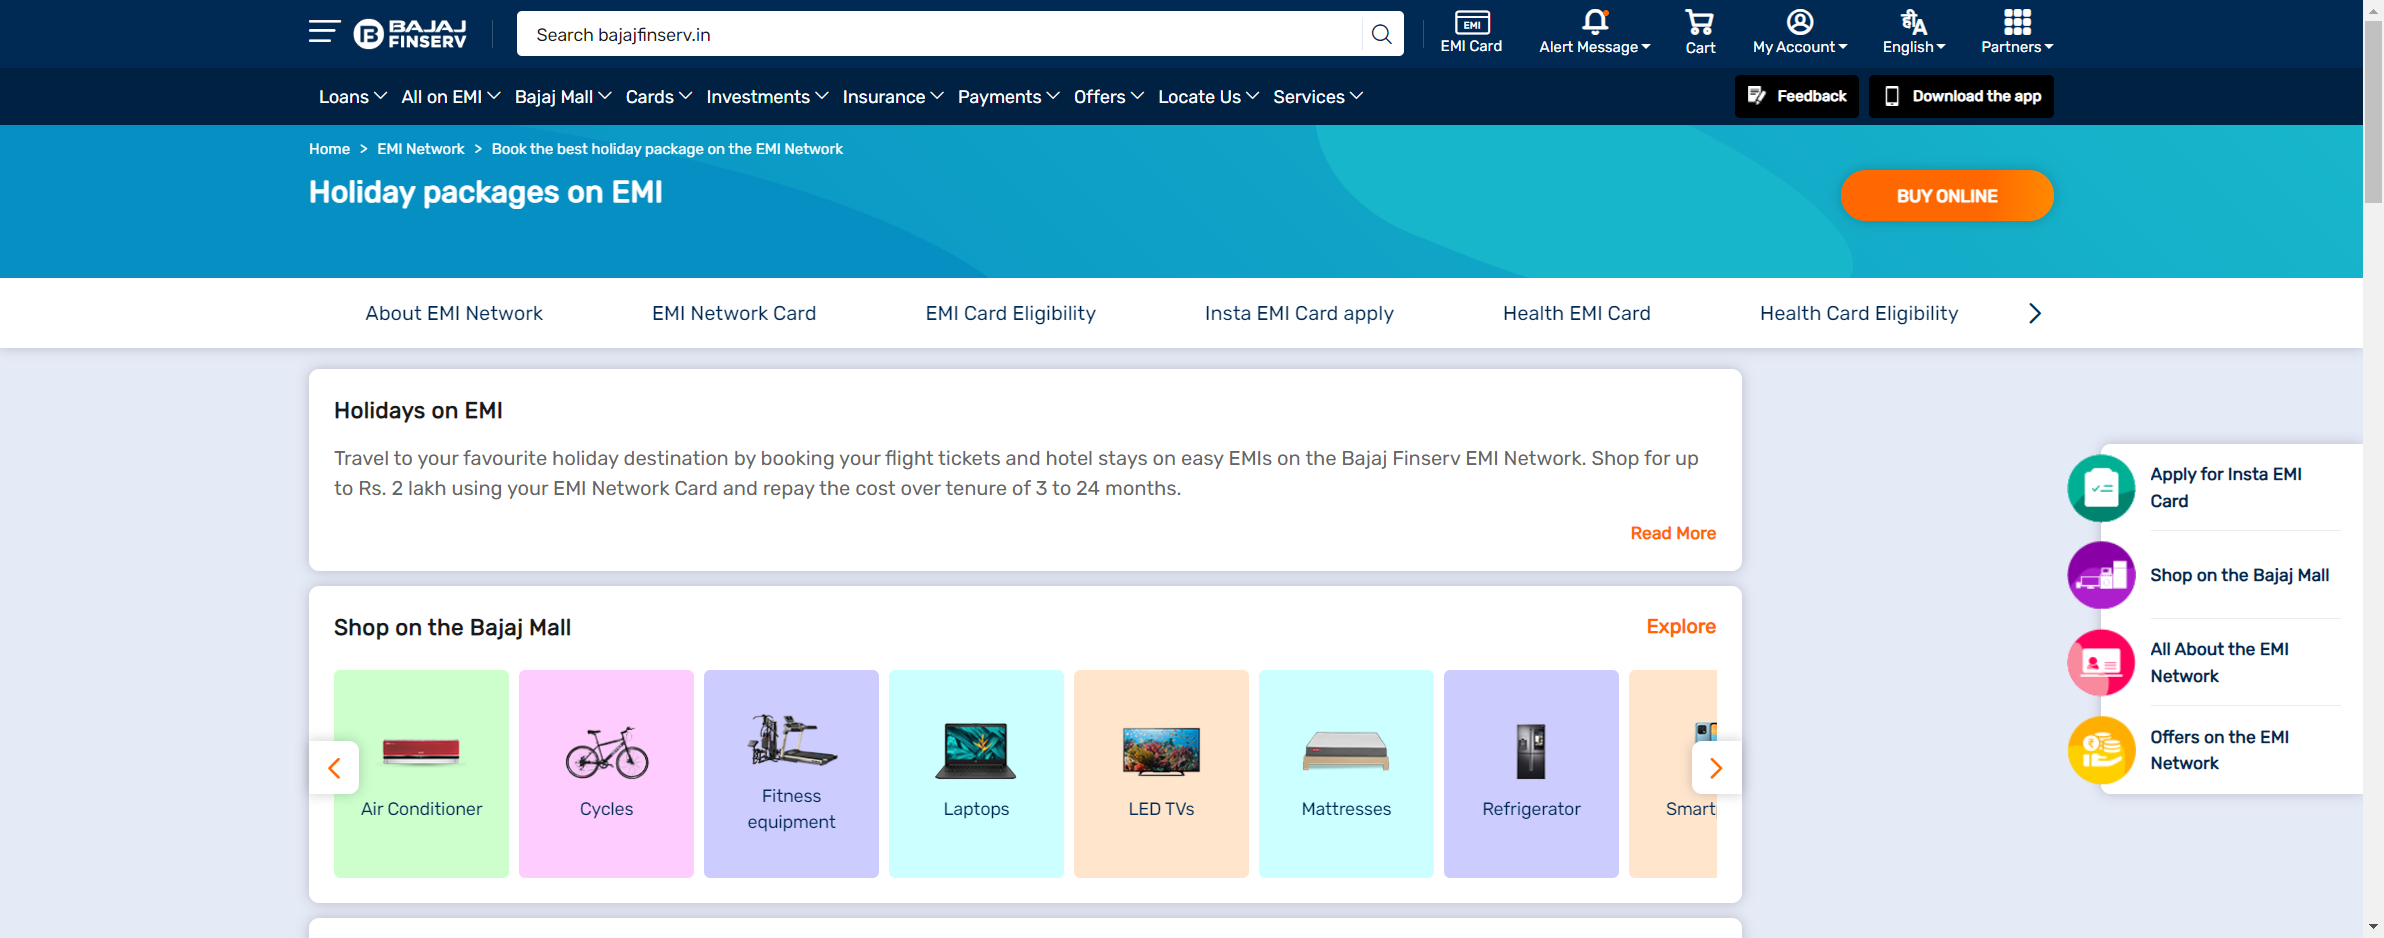 BAJAJ
FINSERV
Search bajajfinserv.in
EMI
EMI Card
Alert Message
Cart
My Account
हीA
English
Partners
Loans All on EMI Bajaj Mall Cards Investments Insurance Payments Offers Locate Us Services
Feedback
Download the app
Home > EMI Network > Book the best holiday package on the EMI Network
Holiday packages on EMI
BUY ONLINE
About EMI Network EMI Network Card EMI Card Eligibility Insta EMI Card apply Health EMI Card Health Card Eligibility
Holidays on EMI
Travel to your favourite holiday destination by booking your flight tickets and hotel stays on easy EMIs on the Bajaj Finserv EMI Network. Shop for up
to Rs. 2 lakh using your EMI Network Card and repay the cost over tenure of 3 to 24 months.
Read More
Shop on the Bajaj Mall
Explore
Air Conditioner
Cycles
Fitness
equipment
Laptops
LED TVs
Mattresses
Refrigerator
Smart
Apply for Insta EMI
Card
Shop on the Bajaj Mall
All About the EMI
Network
Offers on the EMI
Network